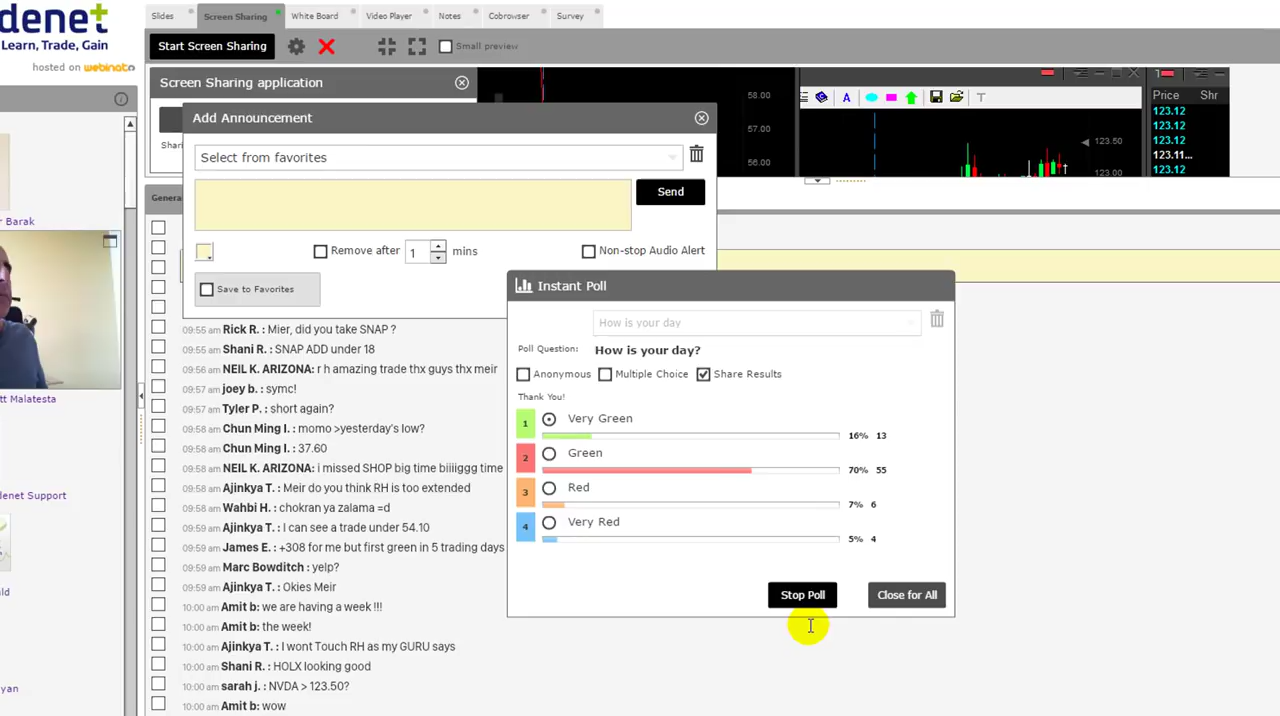 denet
Learn, Trade, Gain
hosted on webinato
Slides
Screen Sharing
White Board
Video Player
Notes
Cobrowser
Survey
Start Screen Sharing
Small preview
Screen Sharing application
Shari
Add Announcement
Select from favorites
Send
Remove after 1 mins
Non-stop Audio Alert
Save to Favorites
58.00
57.00
56.00
A
T
123.50
123.00
1
Price Shr
123.12
123.12
123.12
123.11...
123.12
Genera
r Barak
tt Malatesta
denet Support
ld
yan
09:55 am Rick R. : Mier, did you take SNAP ?
09:55 am Shani R. : SNAP ADD under 18
09:56 am NEIL K. ARIZONA: r h amazing trade thx guys thx meir
09:57 am joey b. : symc!
09:57 am Tyler P. : short again?
09:58 am Chun Ming I. : momo >yesterday's low?
09:58 am Chun Ming I. : 37.60
09:58 am NEIL K. ARIZONA: i missed SHOP big time biiiggg time
09:58 am Ajinkya T. : Meir do you think RH is too extended
09:58 am Wahbi H. : chokran ya zalama =d
09:59 am Ajinkya T. : I can see a trade under 54.10
09:59 am James E. : +308 for me but first green in 5 trading days
09:59 am Marc Bowditch : yelp?
09:59 am Ajinkya T. : Okies Meir
10:00 am Amit b: we are having a week !!!
10:00 am Amit b: the week!
10:00 am Ajinkya T. : I wont Touch RH as my GURU says
10:00 am Shani R. : HOLX looking good
10:00 am sarah j. : NVDA > 123.50?
10:00 am Amit b: wow
Instant Poll
How is your day
Poll Question: How is your day?
Anonymous
Multiple Choice
Share Results
Thank You!
1 Very Green
16% 13
2 Green
70% 55
3 Red
7% 6
4 Very Red
5% 4
Stop Poll
Close for All